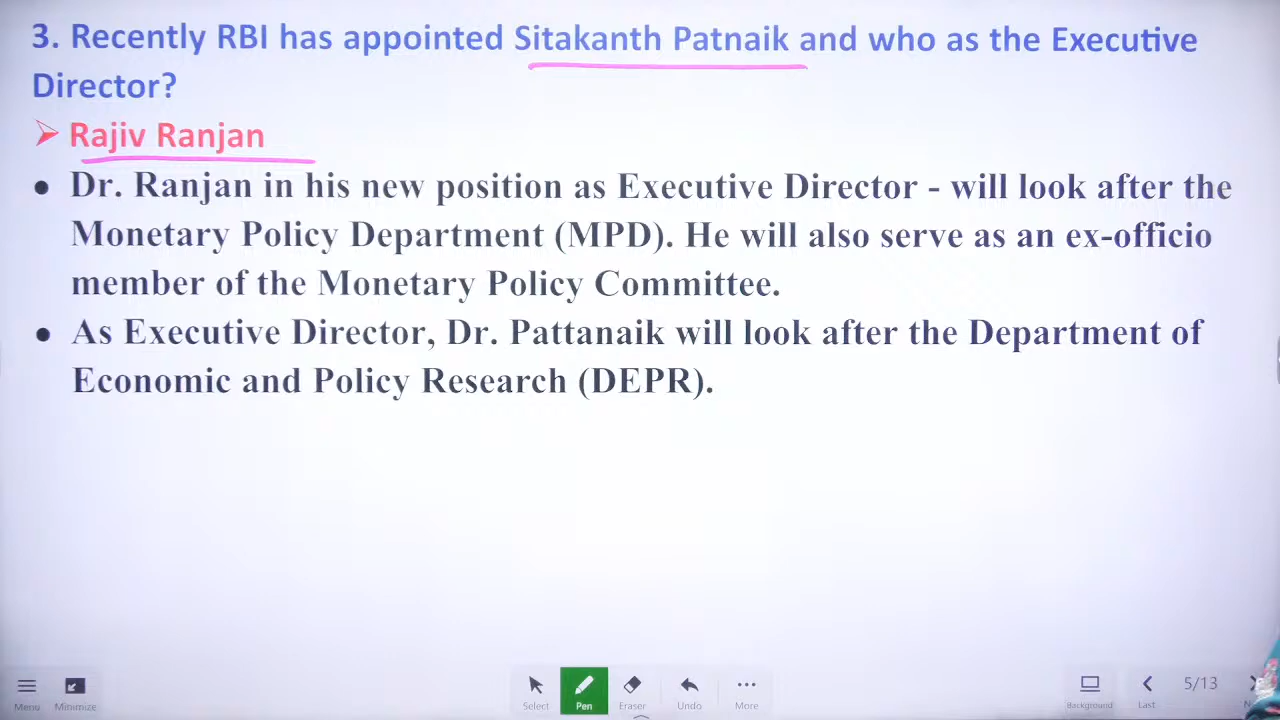 3. Recently RBI has appointed Sitakanth Patnaik and who as the Executive
Director?
➢ Rajiv Ranjan
• Dr. Ranjan in his new position as Executive Director - will look after the
Monetary Policy Department (MPD). He will also serve as an ex-officio
member of the Monetary Policy Committee.
• As Executive Director, Dr. Pattanaik will look after the Department of
Economic and Policy Research (DEPR).
Menu Minimize Select Pen Eraser Undo More Background Last 5/13